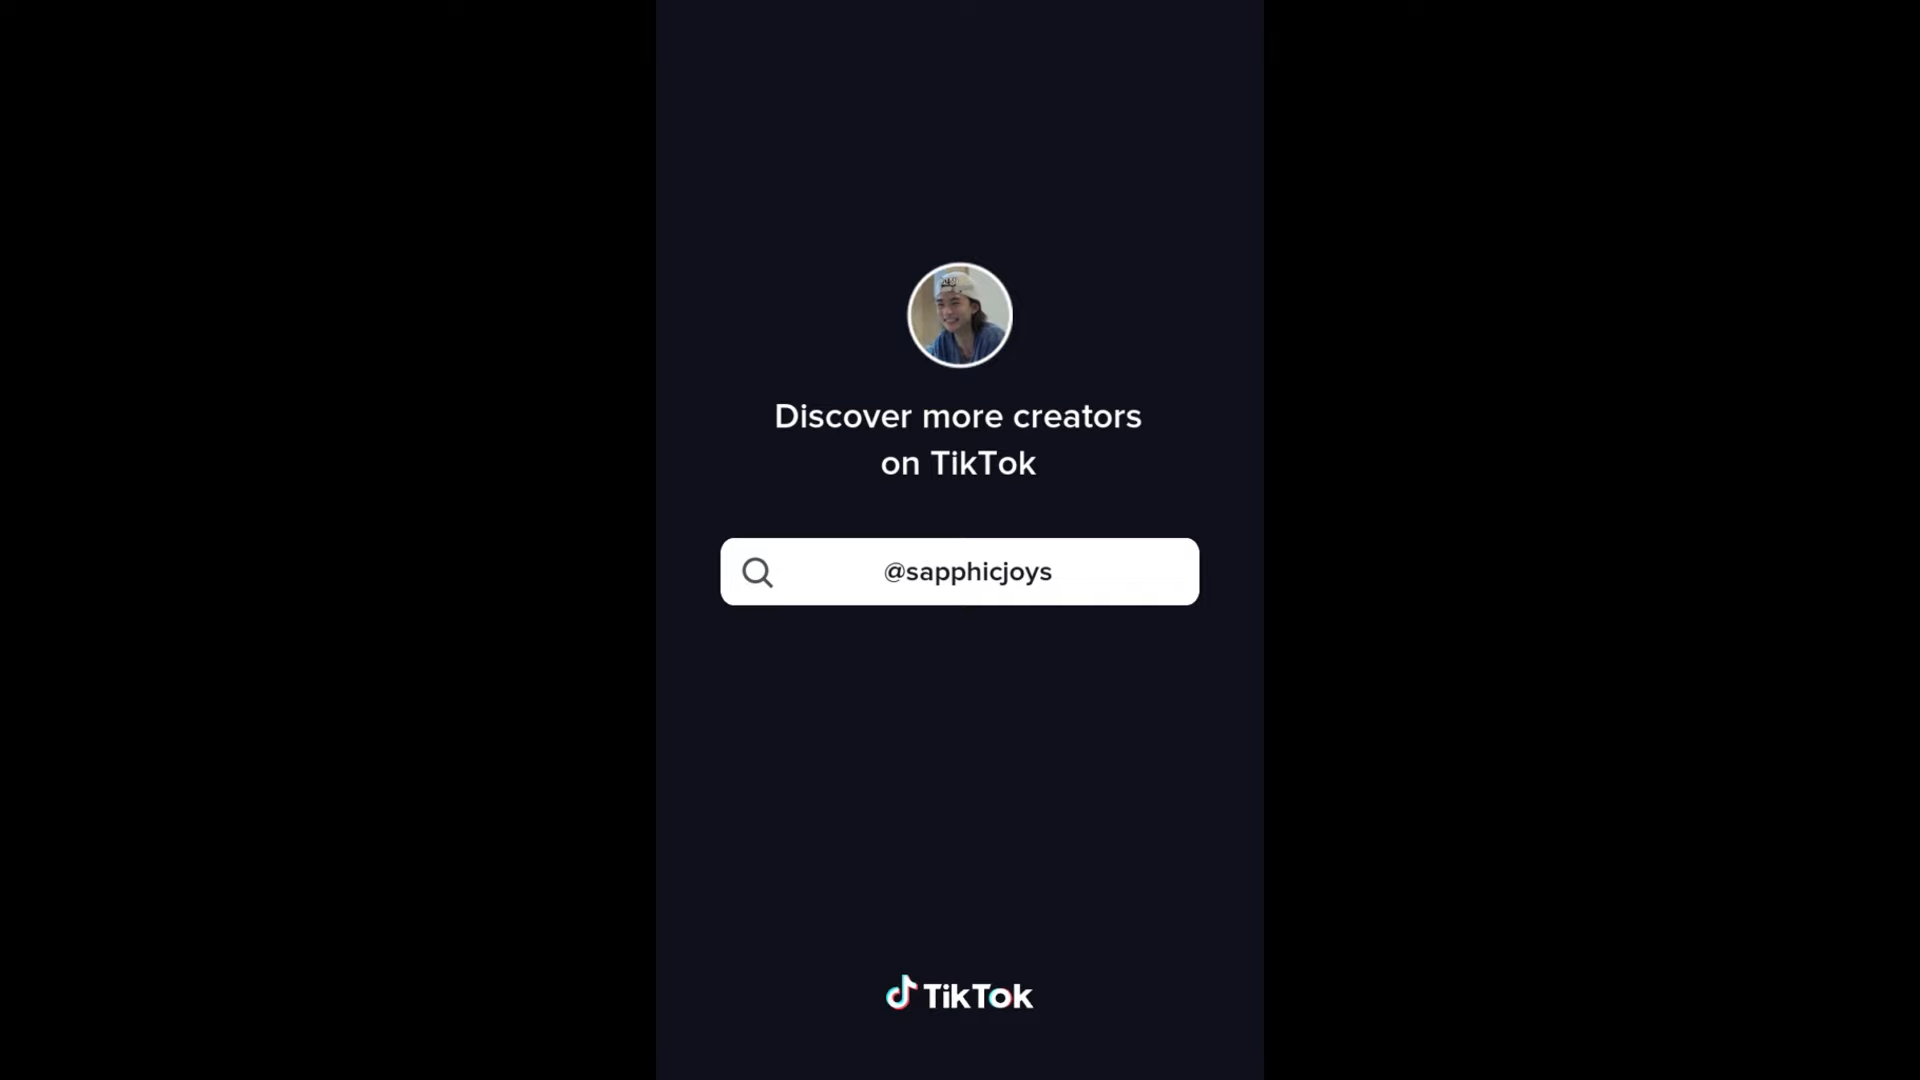 Discover more creators
on TikTok
@sapphicjoys
TikTok